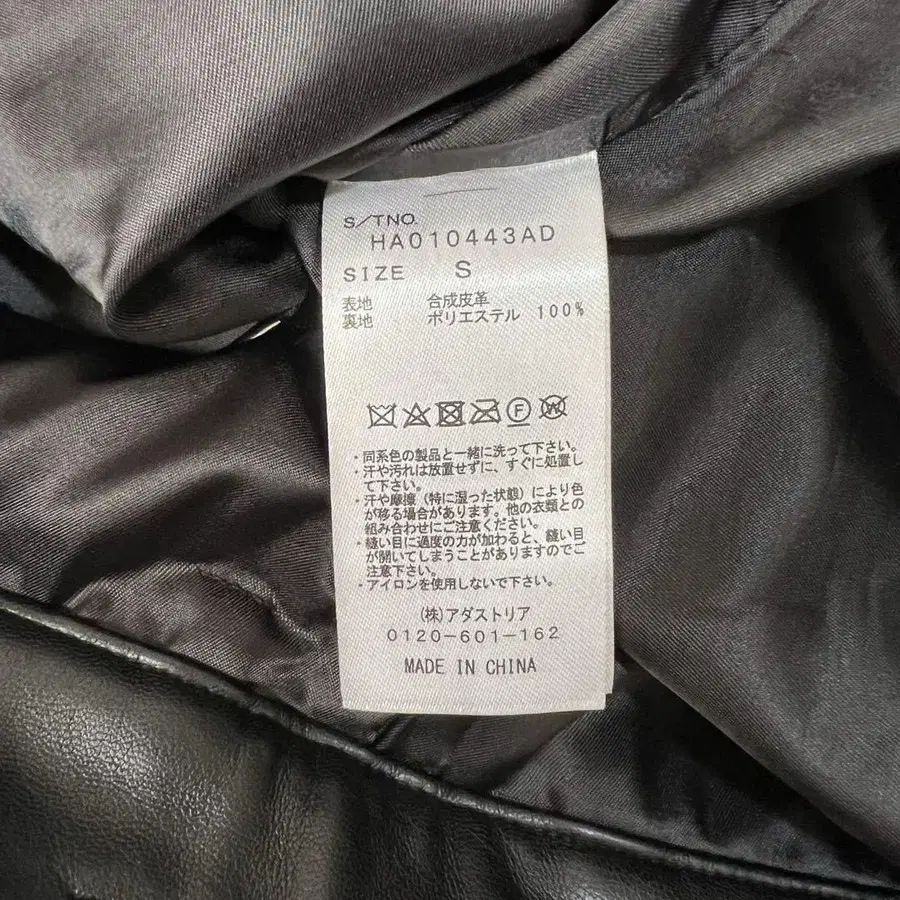 S/TNO.
HA010443AD
SIZE S
表地 合成皮革
裏地 ポリエステル 100%
F W
・同系色の製品と一緒に洗って下さい。
・汗や汚れは放置せずに、すぐに処置し
て下さい。
・汗や摩擦（特に湿った状態）により色
が移る場合があります。他の衣類との
組み合わせにご注意ください。
・縫い目に過度の力が加わると、縫い目
が開いてしまうことがありますのでご
注意下さい。
・アイロンを使用しないで下さい。
(株)アダストリア
0120-601-162
MADE IN CHINA